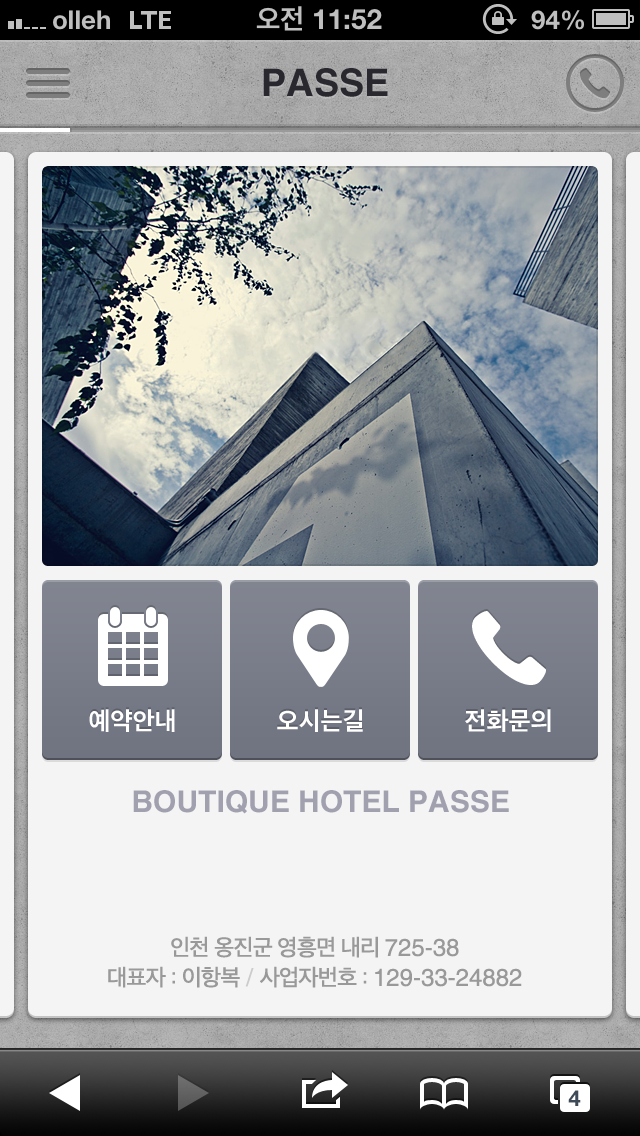 olleh LTE 오전 11:52 94%
PASSE
예약안내 오시는길 전화문의
BOUTIQUE HOTEL PASSE
인천 옹진군 영흥면 내리 725-38
대표자 : 이항복 / 사업자번호 : 129-33-24882
4